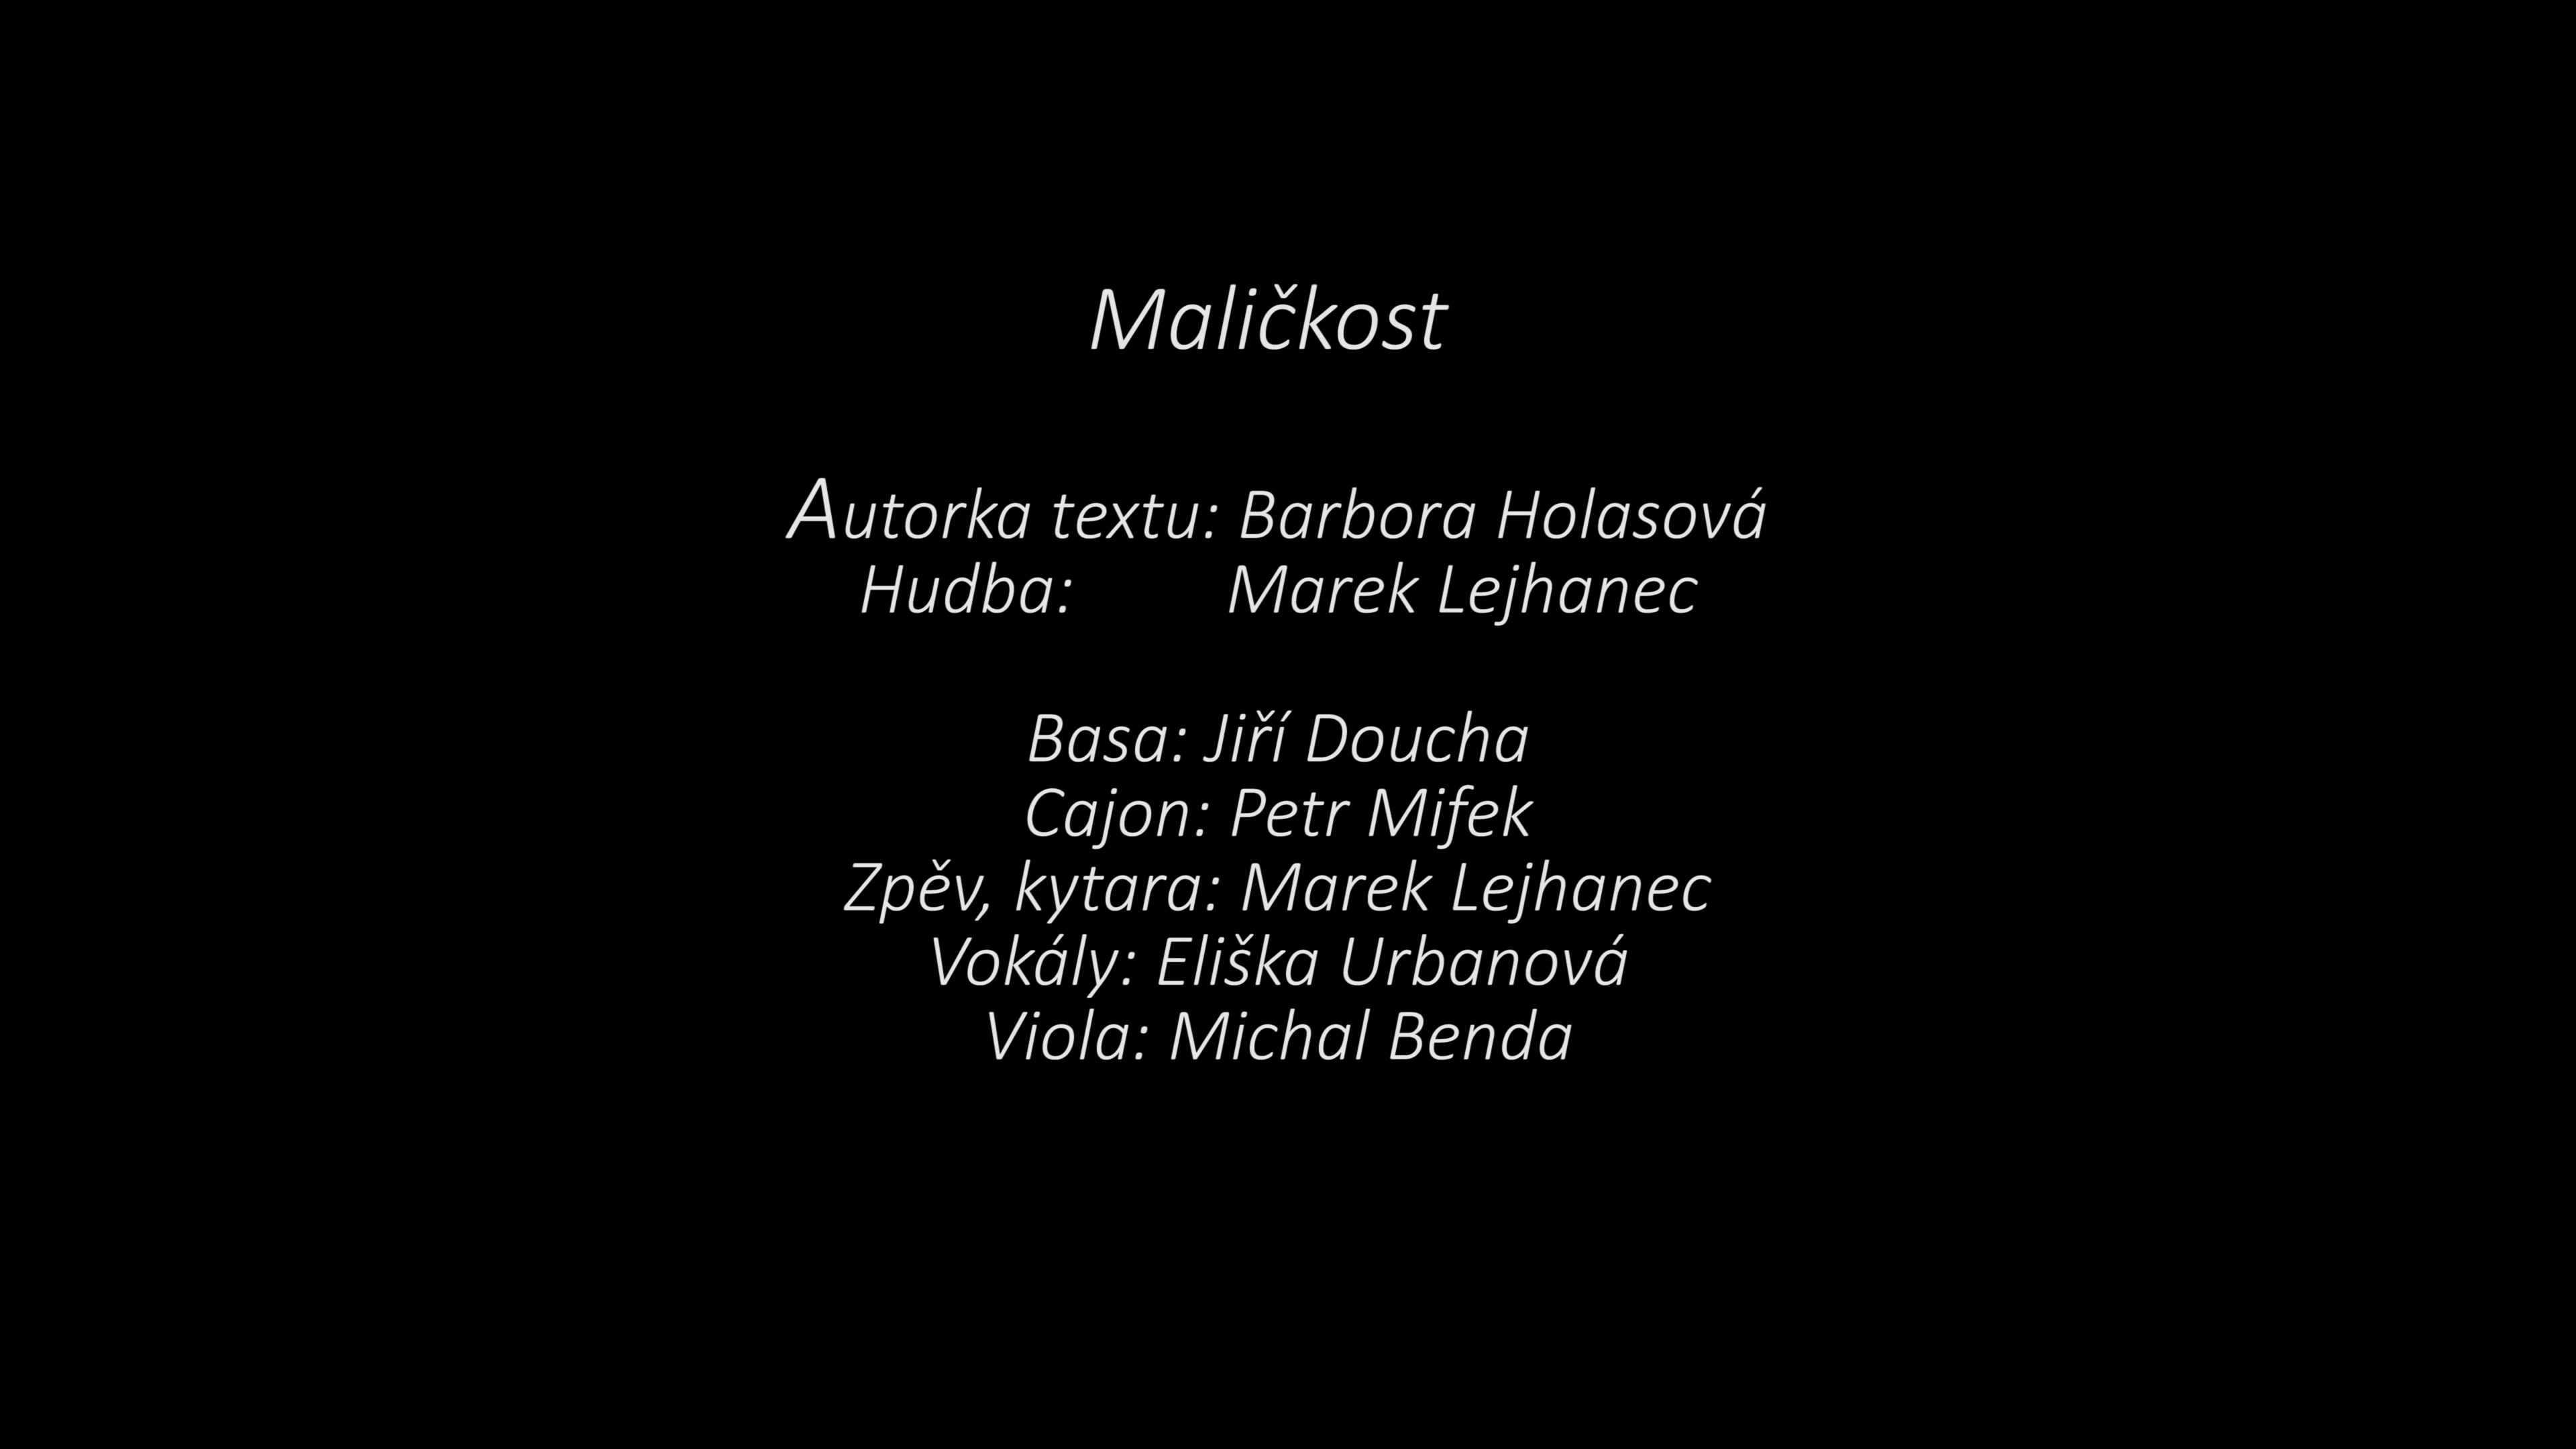 Maličkost
Autorka textu: Barbora Holasová
Hudba: Marek Lejhanec
Basa: Jiří Doucha
Cajon: Petr Mifek
Zpěv, kytara: Marek Lejhanec
Vokály: Eliška Urbanová
Viola: Michal Benda